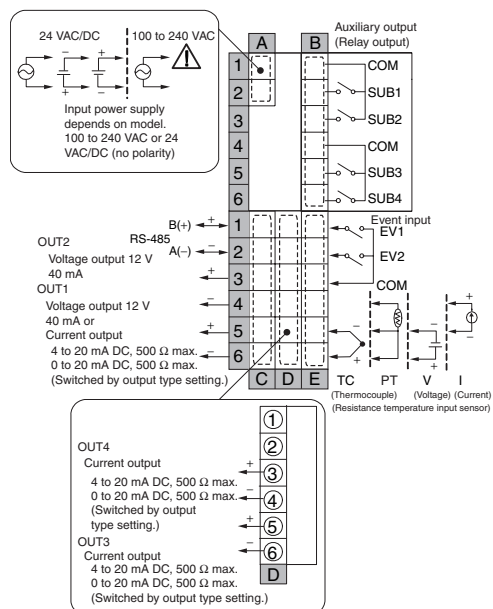 24 VAC/DC
100 to 240 VAC
− + − +
+ −
Input power supply
depends on model.
100 to 240 VAC or 24
VAC/DC (no polarity)
A
B
1
2
3
4
5
6
Auxiliary output
(Relay output)
COM
SUB1
SUB2
COM
SUB3
SUB4
B(+) +
RS-485
A(−) −
OUT2
Voltage output 12 V
40 mA
+
OUT1
−
Voltage output 12 V
40 mA or
Current output
+
4 to 20 mA DC, 500 Ω max.
−
0 to 20 mA DC, 500 Ω max.
(Switched by output type setting.)
1
2
3
4
5
6
C D E
Event input
EV1
EV2
COM
− +
− +
+ −
TC PT V I
(Thermocouple) (Voltage) (Current)
(Resistance temperature input sensor)
OUT4
Current output
+
4 to 20 mA DC, 500 Ω max.
−
0 to 20 mA DC, 500 Ω max.
(Switched by output
type setting.)
+
OUT3
−
Current output
4 to 20 mA DC, 500 Ω max.
0 to 20 mA DC, 500 Ω max.
(Switched by output type setting.)
①
②
③
④
⑤
⑥
D